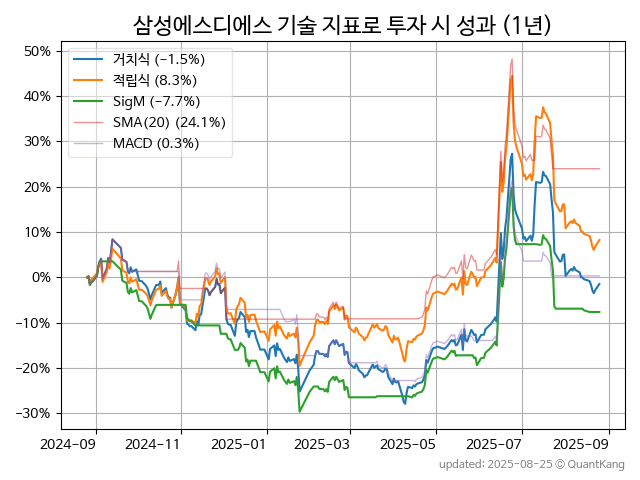 삼성에스디에스 기술 지표로 투자 시 성과 (1년)
거치식 (−1.5%)
적립식 (8.3%)
SigM (−7.7%)
SMA(20) (24.1%)
MACD (0.3%)
50%
40%
30%
20%
10%
0%
−10%
−20%
−30%
2024-09 2024-11 2025-01 2025-03 2025-05 2025-07 2025-09
updated: 2025-08-25 © QuantKang